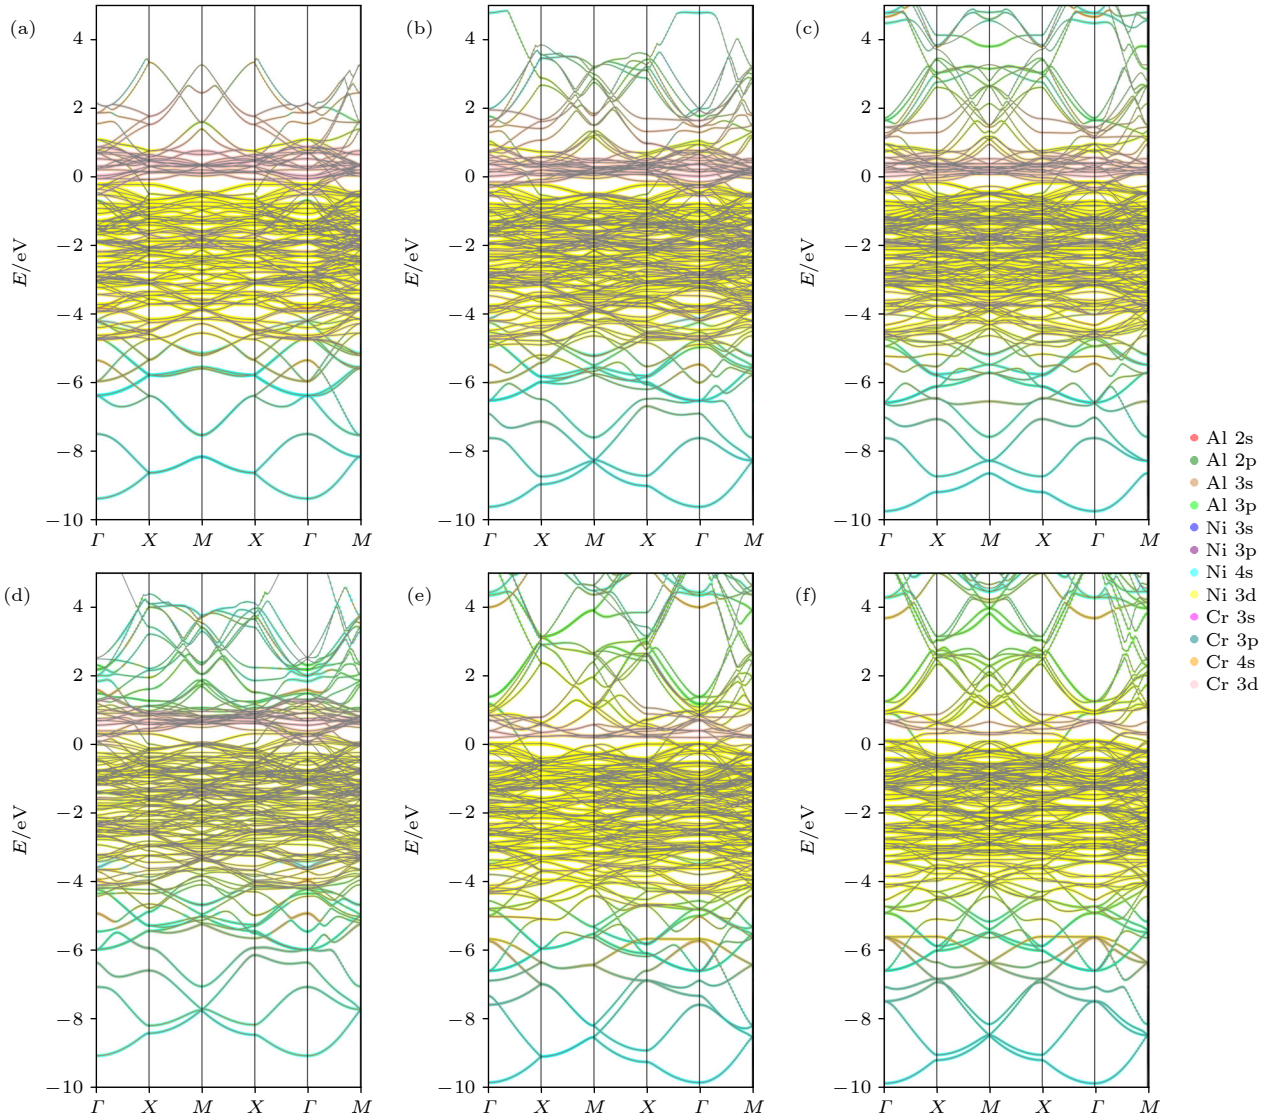 (a)
4
2
0
−2
−4
−6
−8
−10
E/eV
Γ X M X Γ M
(b)
4
2
0
−2
−4
−6
−8
−10
E/eV
Γ X M X Γ M
(c)
4
2
0
−2
−4
−6
−8
−10
E/eV
Γ X M X Γ M
Al 2s
Al 2p
Al 3s
Al 3p
Ni 3s
Ni 3p
Ni 4s
Ni 3d
Cr 3s
Cr 3p
Cr 4s
Cr 3d
(d)
4
2
0
−2
−4
−6
−8
−10
E/eV
Γ X M X Γ M
(e)
4
2
0
−2
−4
−6
−8
−10
E/eV
Γ X M X Γ M
(f)
4
2
0
−2
−4
−6
−8
−10
E/eV
Γ X M X Γ M